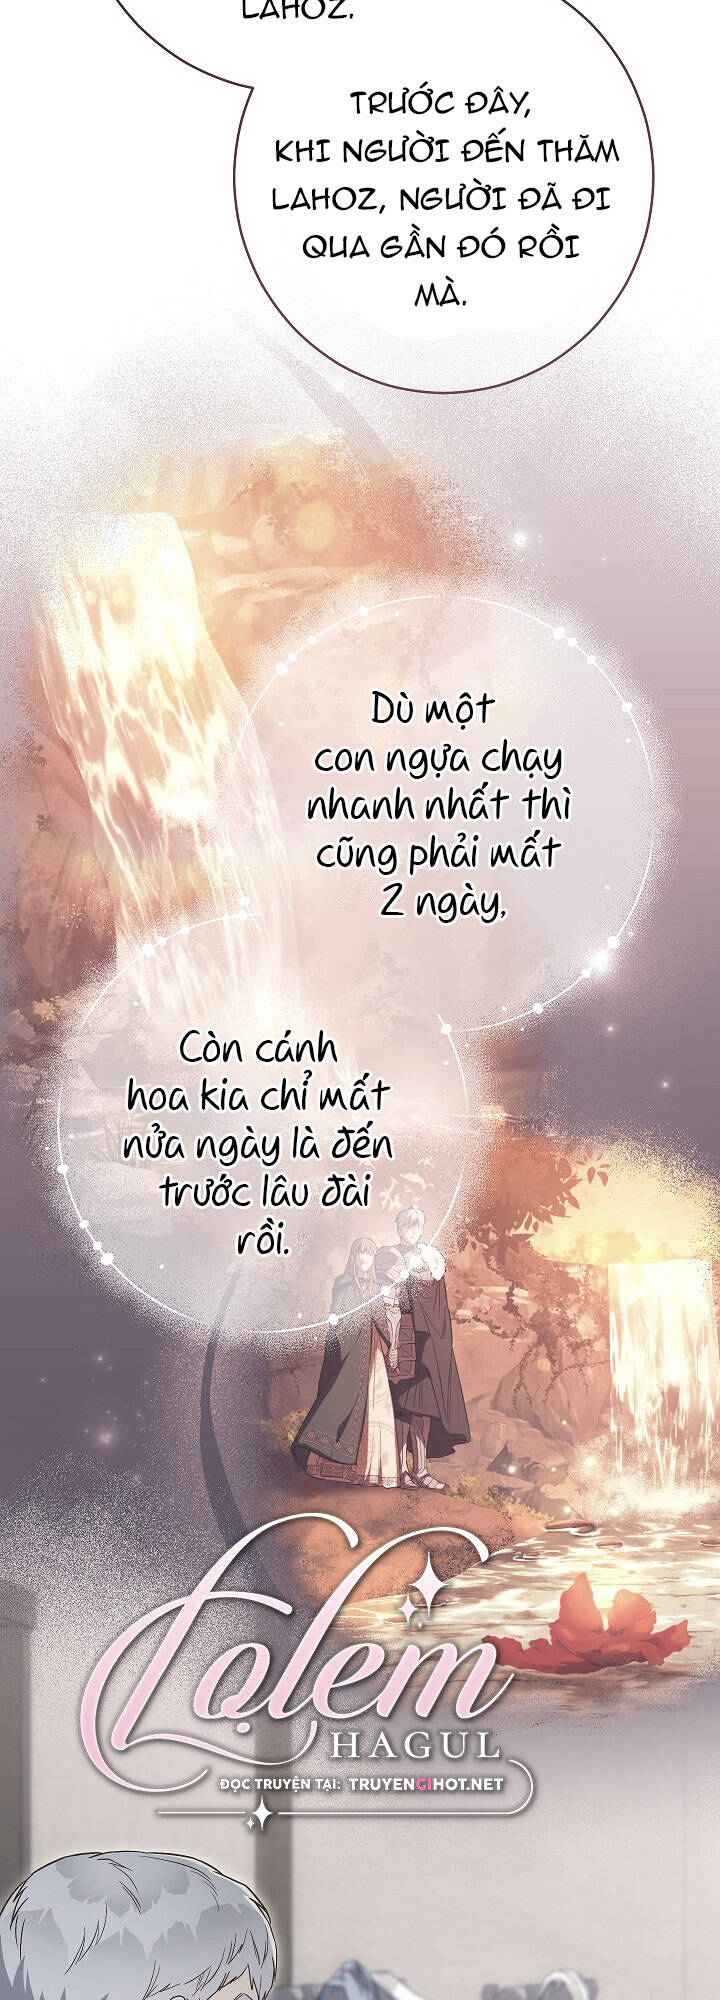 LAHOZ.
TRƯỚC ĐÂY,
KHI NGƯỜI ĐẾN THĂM
LAHOZ, NGƯỜI ĐÃ ĐI
QUA GẦN ĐÓ RỒI
MÀ.
Dù một
con ngựa chạy
nhanh nhất thì
cũng phải mất
2 ngày,
Còn cánh
hoa kia chỉ mất
nửa ngày là đến
trước lâu đài
rồi.
Lọlem
HAGUL
ĐỌC TRUYỆN TẠI: TRUYENGIHOT.NET